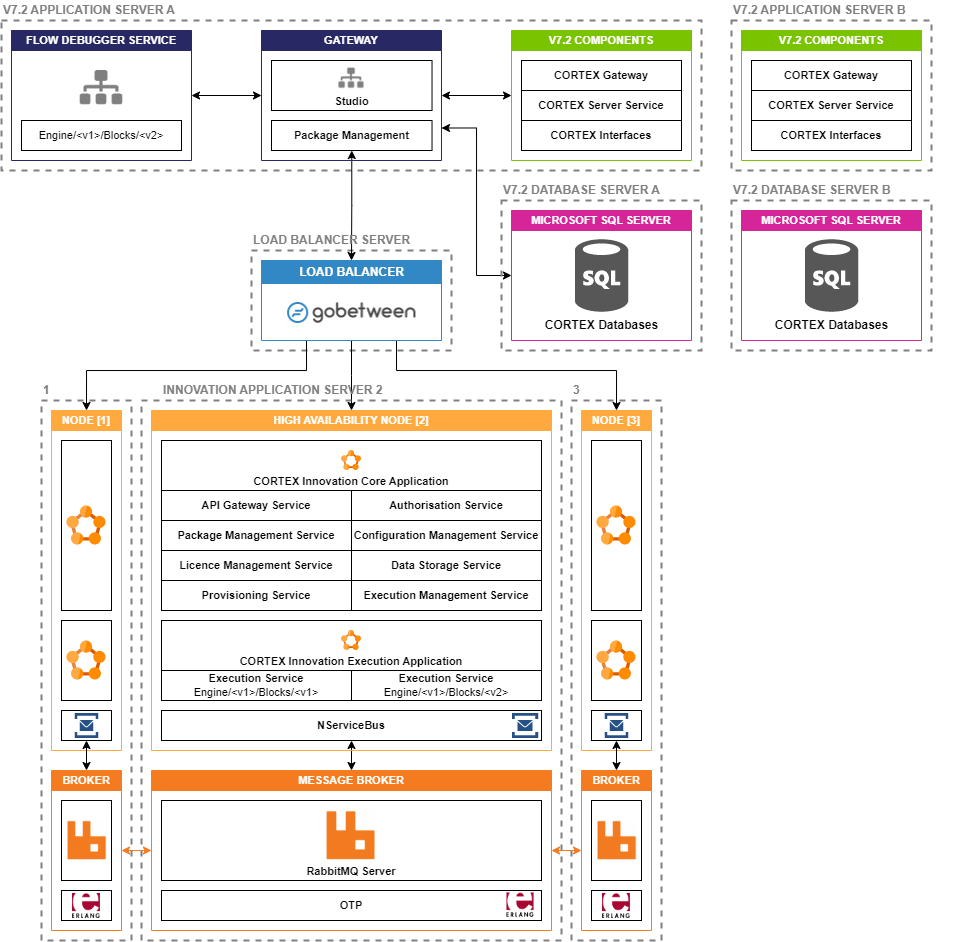 V7.2 APPLICATION SERVER A
V7.2 APPLICATION SERVER B
FLOW DEBUGGER SERVICE
Engine/<v1>/Blocks/<v2>
GATEWAY
Studio
Package Management
V7.2 COMPONENTS
CORTEX Gateway
CORTEX Server Service
CORTEX Interfaces
V7.2 COMPONENTS
CORTEX Gateway
CORTEX Server Service
CORTEX Interfaces
V7.2 DATABASE SERVER A
MICROSOFT SQL SERVER
SQL
CORTEX Databases
V7.2 DATABASE SERVER B
MICROSOFT SQL SERVER
SQL
CORTEX Databases
LOAD BALANCER SERVER
LOAD BALANCER
gobetween
1
INNOVATION APPLICATION SERVER 2
3
NODE [1]
HIGH AVAILABILITY NODE [2]
NODE [3]
CORTEX Innovation Core Application
API Gateway Service
Authorisation Service
Package Management Service
Configuration Management Service
Licence Management Service
Data Storage Service
Provisioning Service
Execution Management Service
CORTEX Innovation Execution Application
Execution Service
Engine/<v1>/Blocks/<v1>
Execution Service
Engine/<v1>/Blocks/<v2>
NServiceBus
BROKER
MESSAGE BROKER
BROKER
RabbitMQ Server
ERLANG
OTP
ERLANG
ERLANG